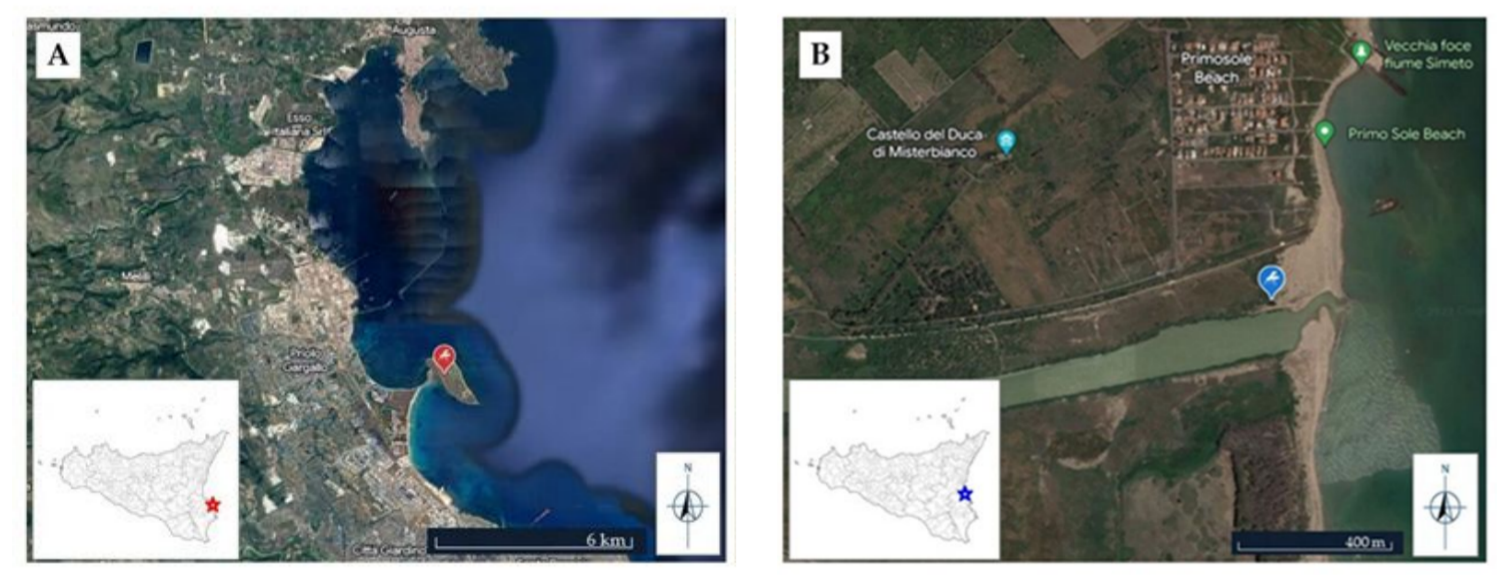 A
Augusta
Esso
Italiana Srl
Melilli
Priolo
Gargallo
Città Giardino
N
6 km
B
Vecchia foce
fiume Simeto
Primosole
Beach
Primo Sole Beach
Castello del Duca
di Misterbianco
N
400 m